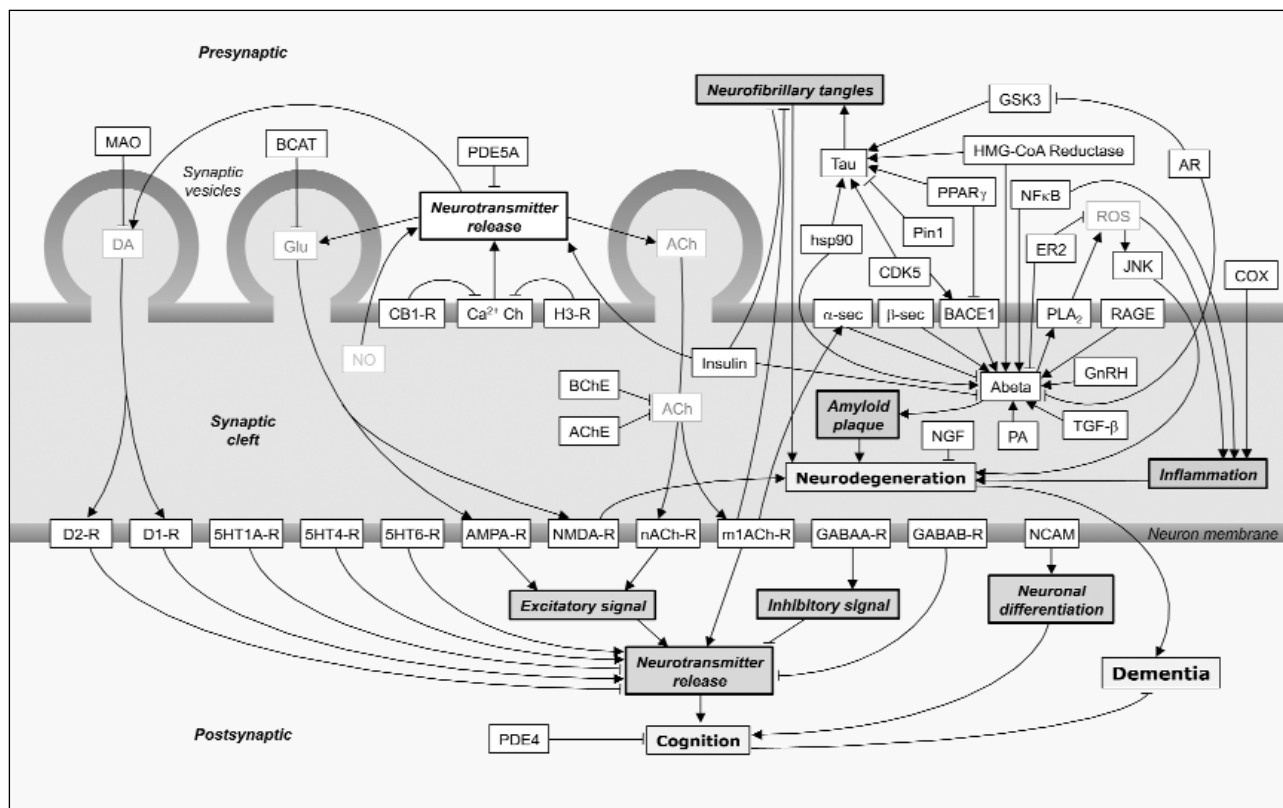 Presynaptic
Neurofibrillary tangles
GSK3
MAO
BCAT
PDE5A
Synaptic
vesicles
Tau
HMG-CoA Reductase
AR
PPARγ
NFκB
Neurotransmitter
release
DA
Glu
ACh
hsp90
Pin1
ER2
ROS
CDK5
JNK
COX
CB1-R
Ca²⁺ Ch
H3-R
α-sec
β-sec
BACE1
PLA₂
RAGE
NO
Insulin
BChE
ACh
AChE
Abeta
GnRH
Synaptic
cleft
Amyloid
plaque
NGF
PA
TGF-β
Neurodegeneration
Inflammation
D2-R
D1-R
5HT1A-R
5HT4-R
5HT6-R
AMPA-R
NMDA-R
nACh-R
m1ACh-R
GABAA-R
GABAB-R
NCAM
Neuron membrane
Excitatory signal
Inhibitory signal
Neuronal
differentiation
Neurotransmitter
release
Dementia
Postsynaptic
PDE4
Cognition